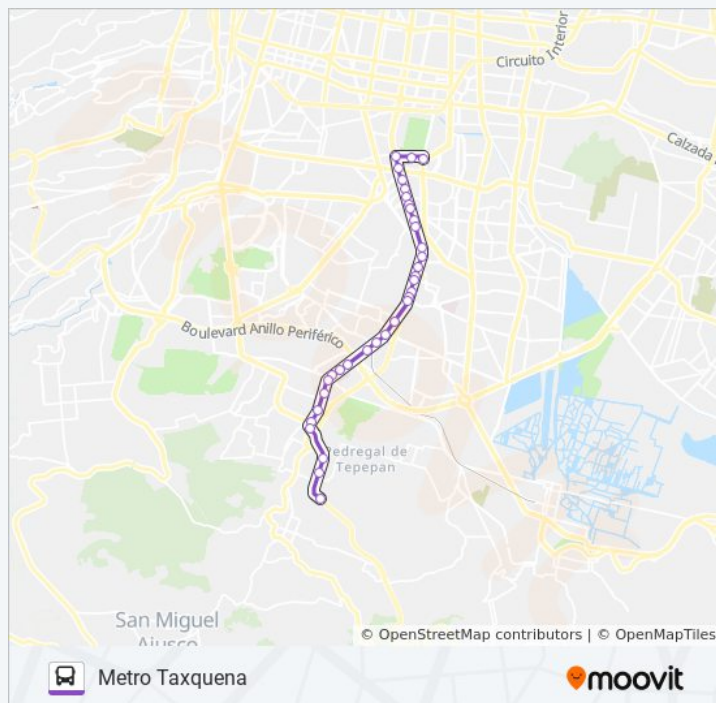 Circuito Interior
Calzada
Boulevard Anillo Periférico
Pedregal de
Tepepan
San Miguel
Ajusco
© OpenStreetMap contributors | © OpenMapTiles
Metro Taxquena
moovit